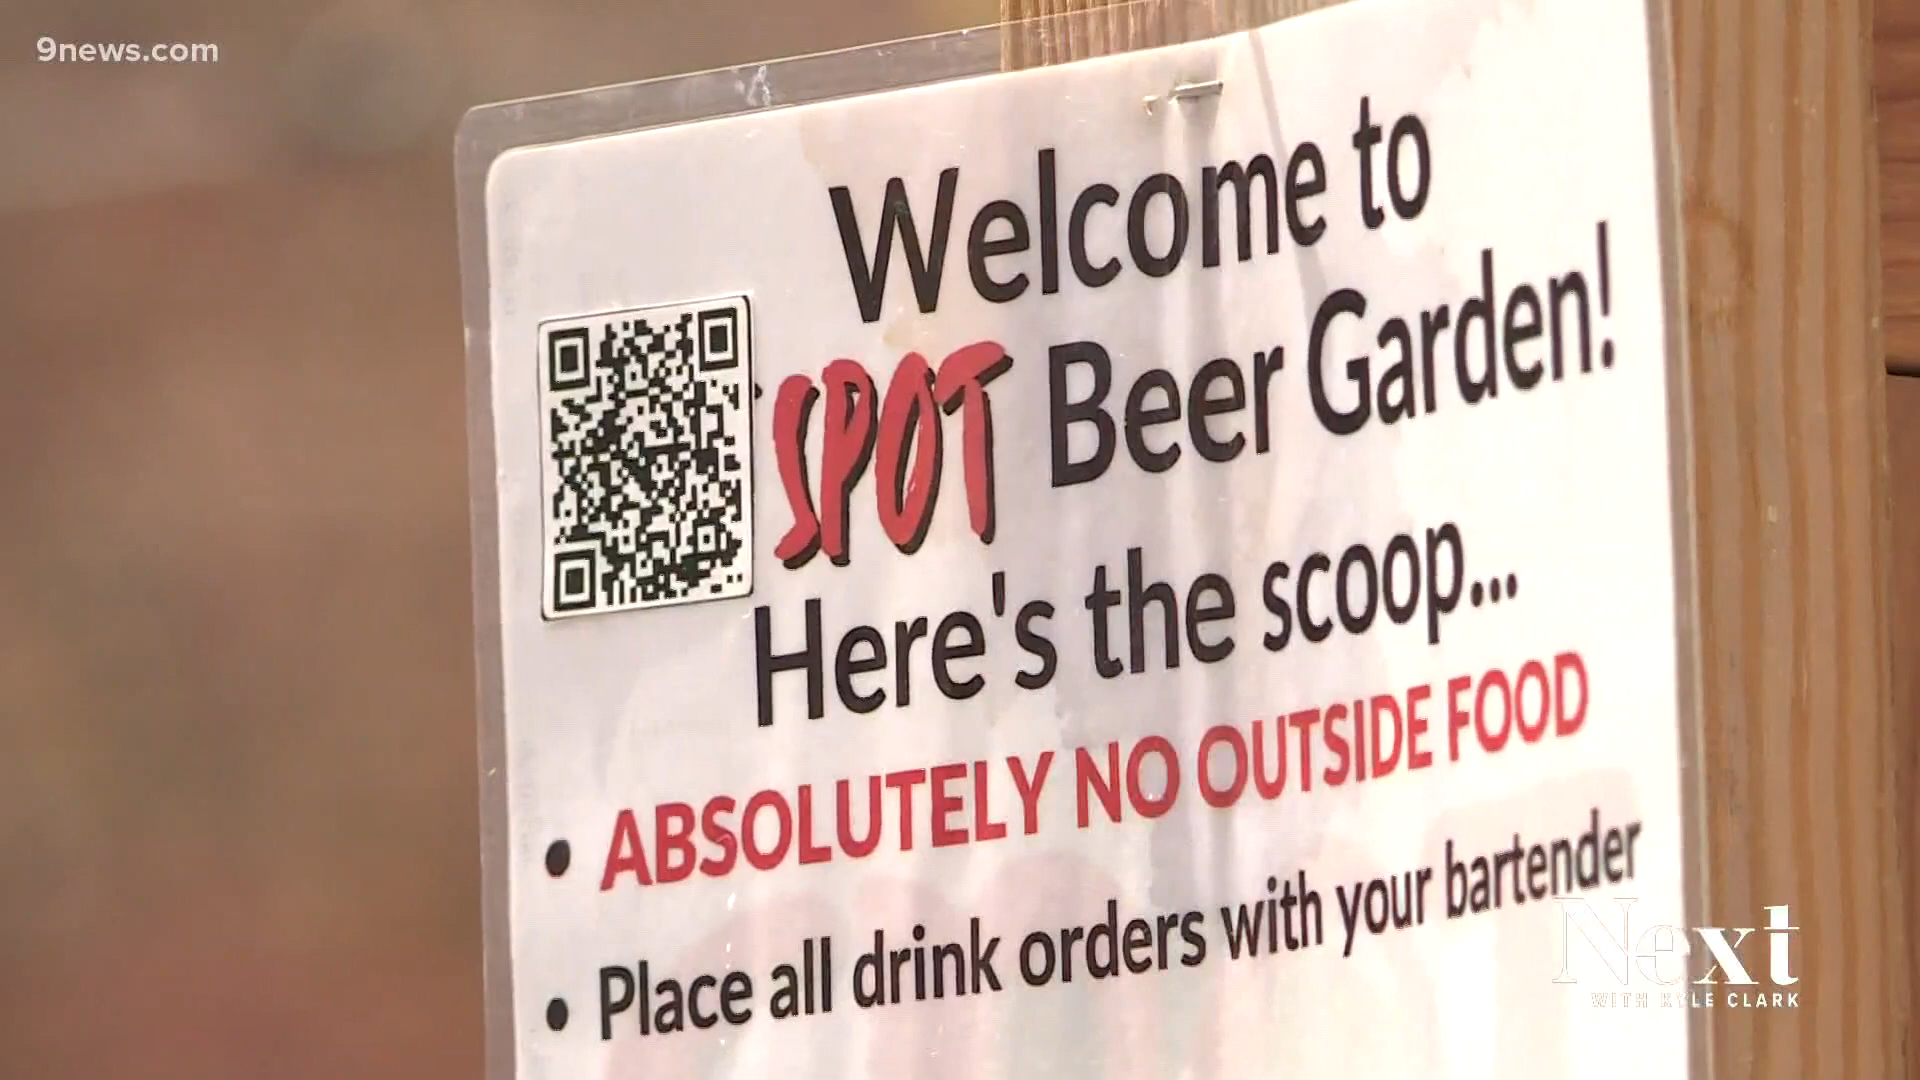 9news.com
Welcome to
SPOT Beer Garden!
Here's the scoop...
• ABSOLUTELY NO OUTSIDE FOOD
• Place all drink orders with your bartender
Next
WITH KYLE CLARK